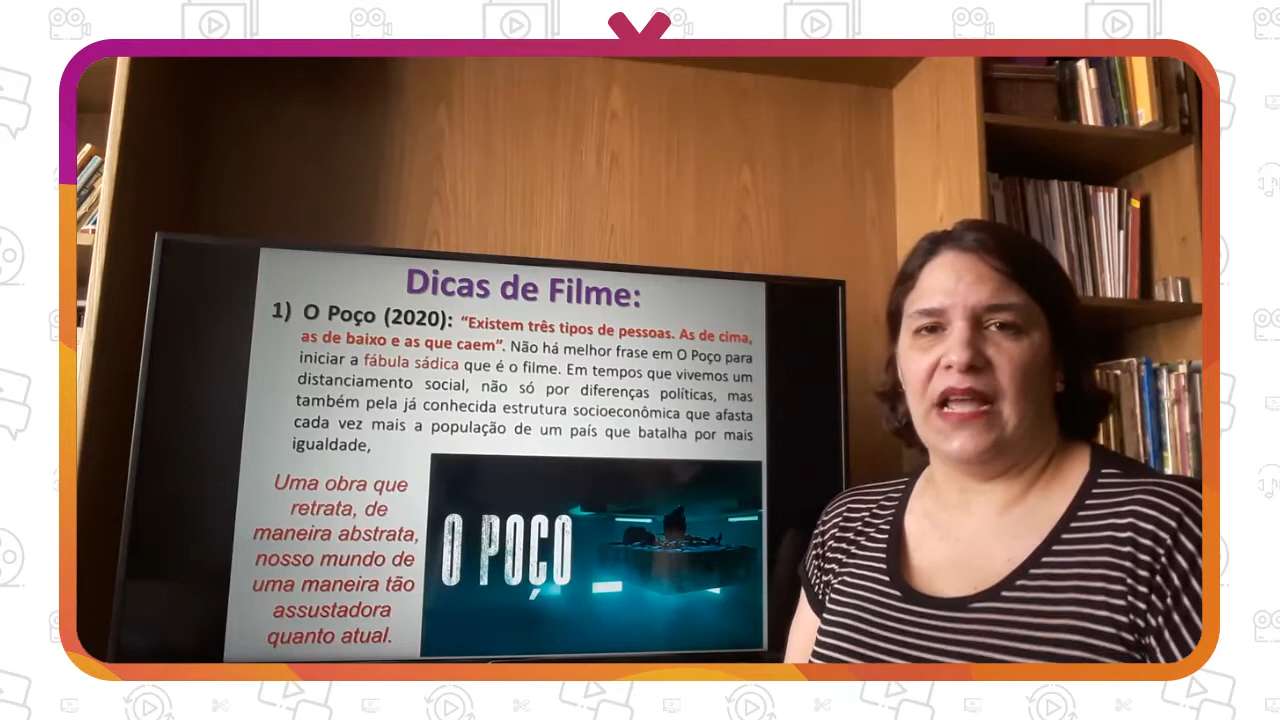 Dicas de Filme:
1) O Poço (2020): “Existem três tipos de pessoas. As de cima,
as de baixo e as que caem”. Não há melhor frase em O Poço para
iniciar a fábula sádica que é o filme. Em tempos que vivemos um
distanciamento social, não só por diferenças políticas, mas
também pela já conhecida estrutura socioeconômica que afasta
cada vez mais a população de um país que batalha por mais
igualdade,
Uma obra que
retrata, de
maneira abstrata,
nosso mundo de
uma maneira tão
assustadora
quanto atual.
O POÇO